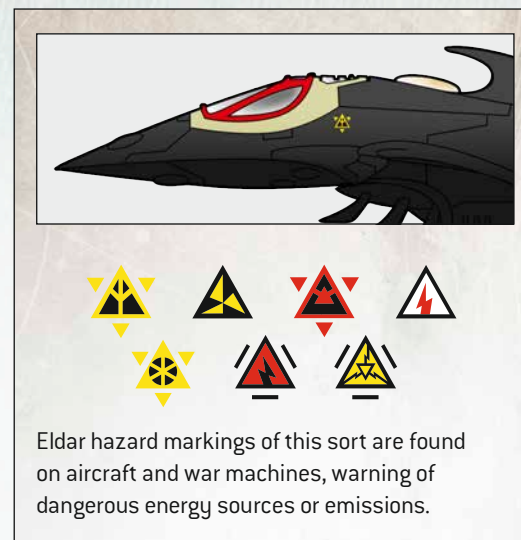 Eldar hazard markings of this sort are found
on aircraft and war machines, warning of
dangerous energy sources or emissions.